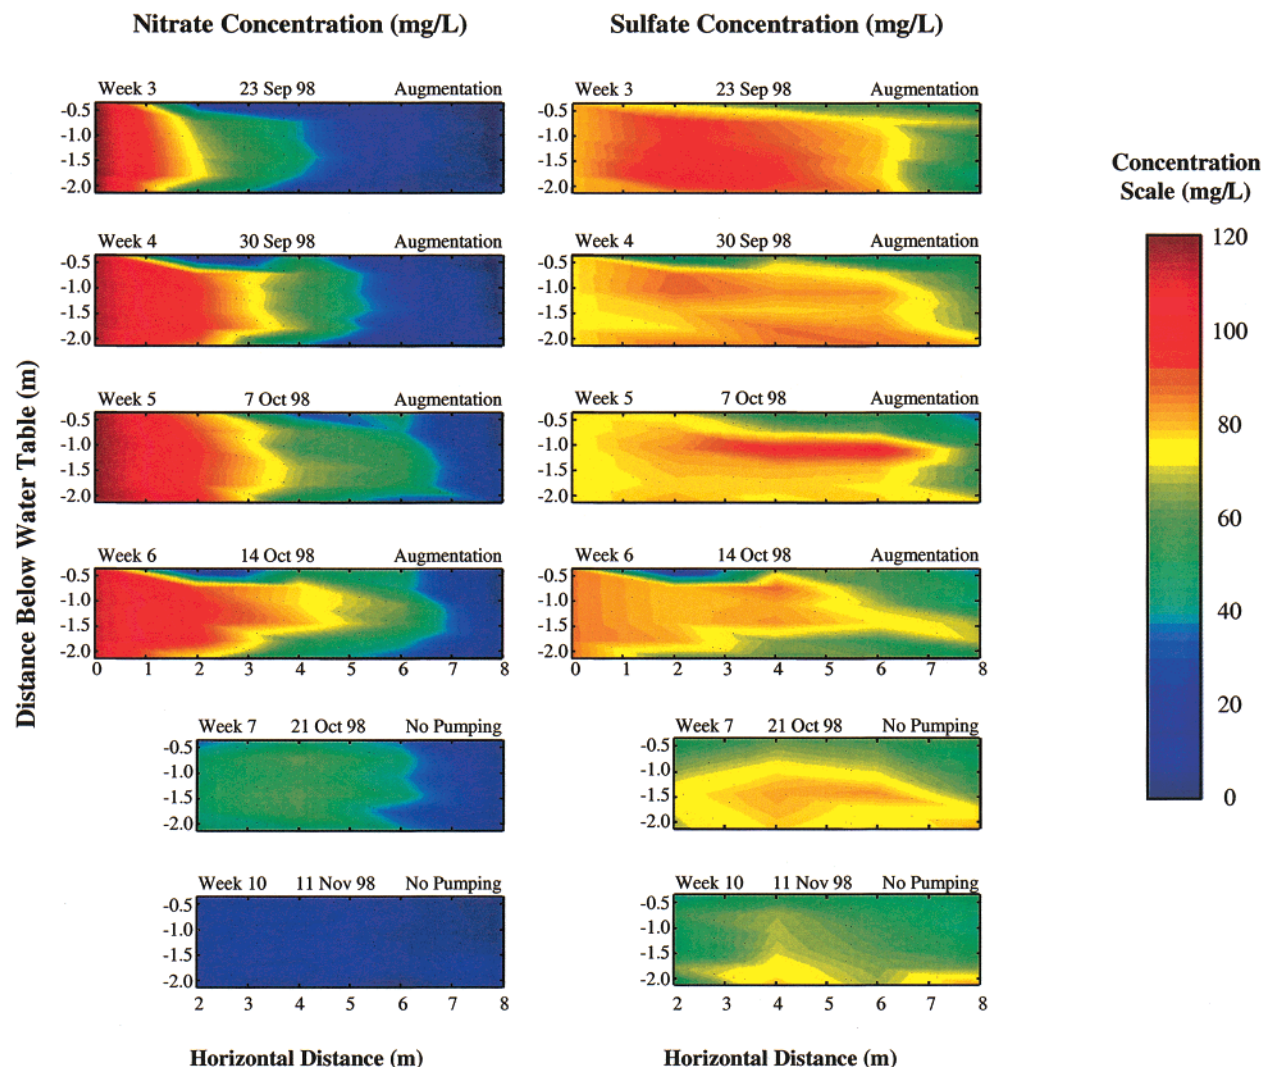 Nitrate Concentration (mg/L) Sulfate Concentration (mg/L)
Week 3 23 Sep 98 Augmentation Week 3 23 Sep 98 Augmentation
-0.5 -0.5
-1.0 -1.0
-1.5 -1.5
-2.0 -2.0
Week 4 30 Sep 98 Augmentation Week 4 30 Sep 98 Augmentation
-0.5 -0.5
-1.0 -1.0
-1.5 -1.5
-2.0 -2.0
Week 5 7 Oct 98 Augmentation Week 5 7 Oct 98 Augmentation
-0.5 -0.5
-1.0 -1.0
-1.5 -1.5
-2.0 -2.0
Week 6 14 Oct 98 Augmentation Week 6 14 Oct 98 Augmentation
-0.5 -0.5
-1.0 -1.0
-1.5 -1.5
-2.0 -2.0
0 1 2 3 4 5 6 7 8 0 1 2 3 4 5 6 7 8
Week 7 21 Oct 98 No Pumping Week 7 21 Oct 98 No Pumping
-0.5 -0.5
-1.0 -1.0
-1.5 -1.5
-2.0 -2.0
Week 10 11 Nov 98 No Pumping Week 10 11 Nov 98 No Pumping
-0.5 -0.5
-1.0 -1.0
-1.5 -1.5
-2.0 -2.0
2 3 4 5 6 7 8 2 3 4 5 6 7 8
Horizontal Distance (m) Horizontal Distance (m)
Distance Below Water Table (m)
Concentration
Scale (mg/L)
120
100
80
60
40
20
0